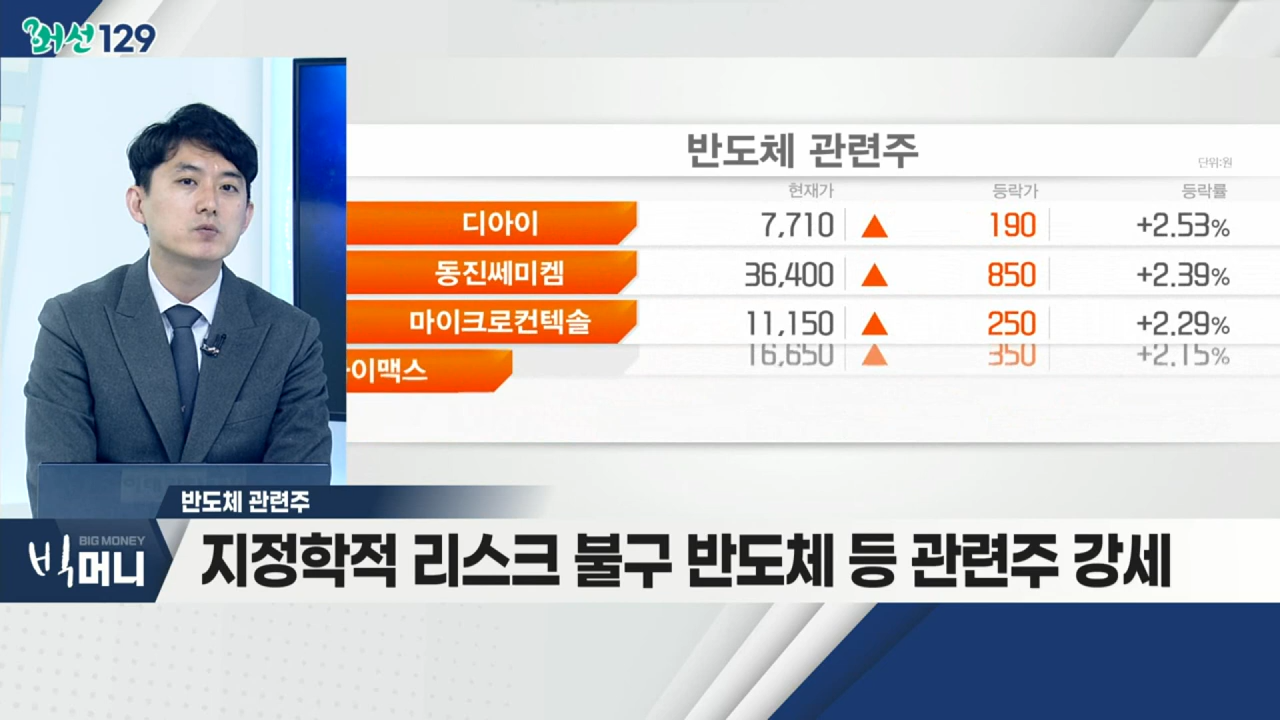 머선129
반도체 관련주
단위:원
현재가 등락가 등락률
디아이 7,710 ▲ 190 +2.53%
동진쎄미켐 36,400 ▲ 850 +2.39%
마이크로컨텍솔 11,150 ▲ 250 +2.29%
이맥스 16,650 ▲ 350 +2.15%
반도체 관련주
BIG MONEY
빅머니
지정학적 리스크 불구 반도체 등 관련주 강세